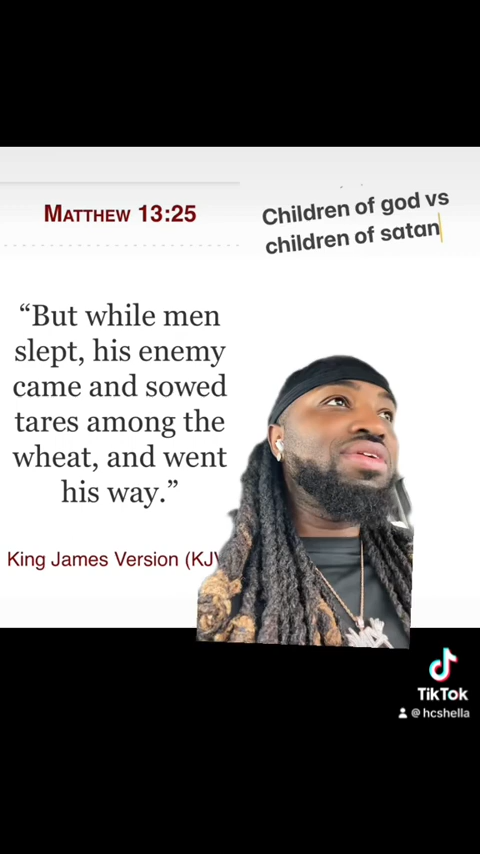 MATTHEW 13:25
Children of god vs
children of satan
“But while men
slept, his enemy
came and sowed
tares among the
wheat, and went
his way.”
King James Version (KJV
TikTok
@hcshella